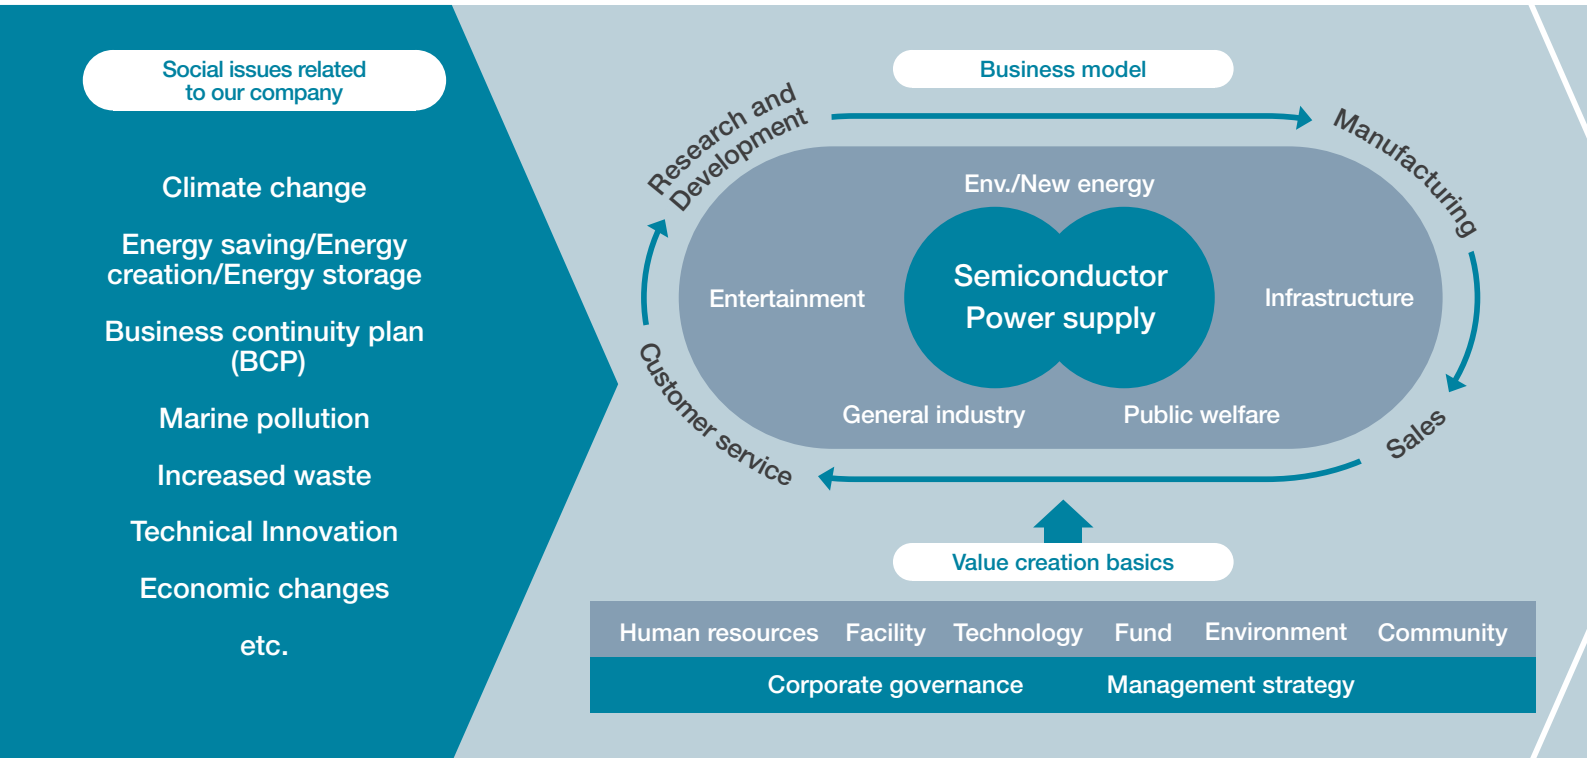 Social issues related
to our company
Climate change
Energy saving/Energy
creation/Energy storage
Business continuity plan
(BCP)
Marine pollution
Increased waste
Technical Innovation
Economic changes
etc.
Business model
Research and
Development
Manufacturing
Sales
Customer service
Env./New energy
Entertainment
Semiconductor
Power supply
Infrastructure
General industry
Public welfare
Value creation basics
Human resources Facility Technology Fund Environment Community
Corporate governance Management strategy